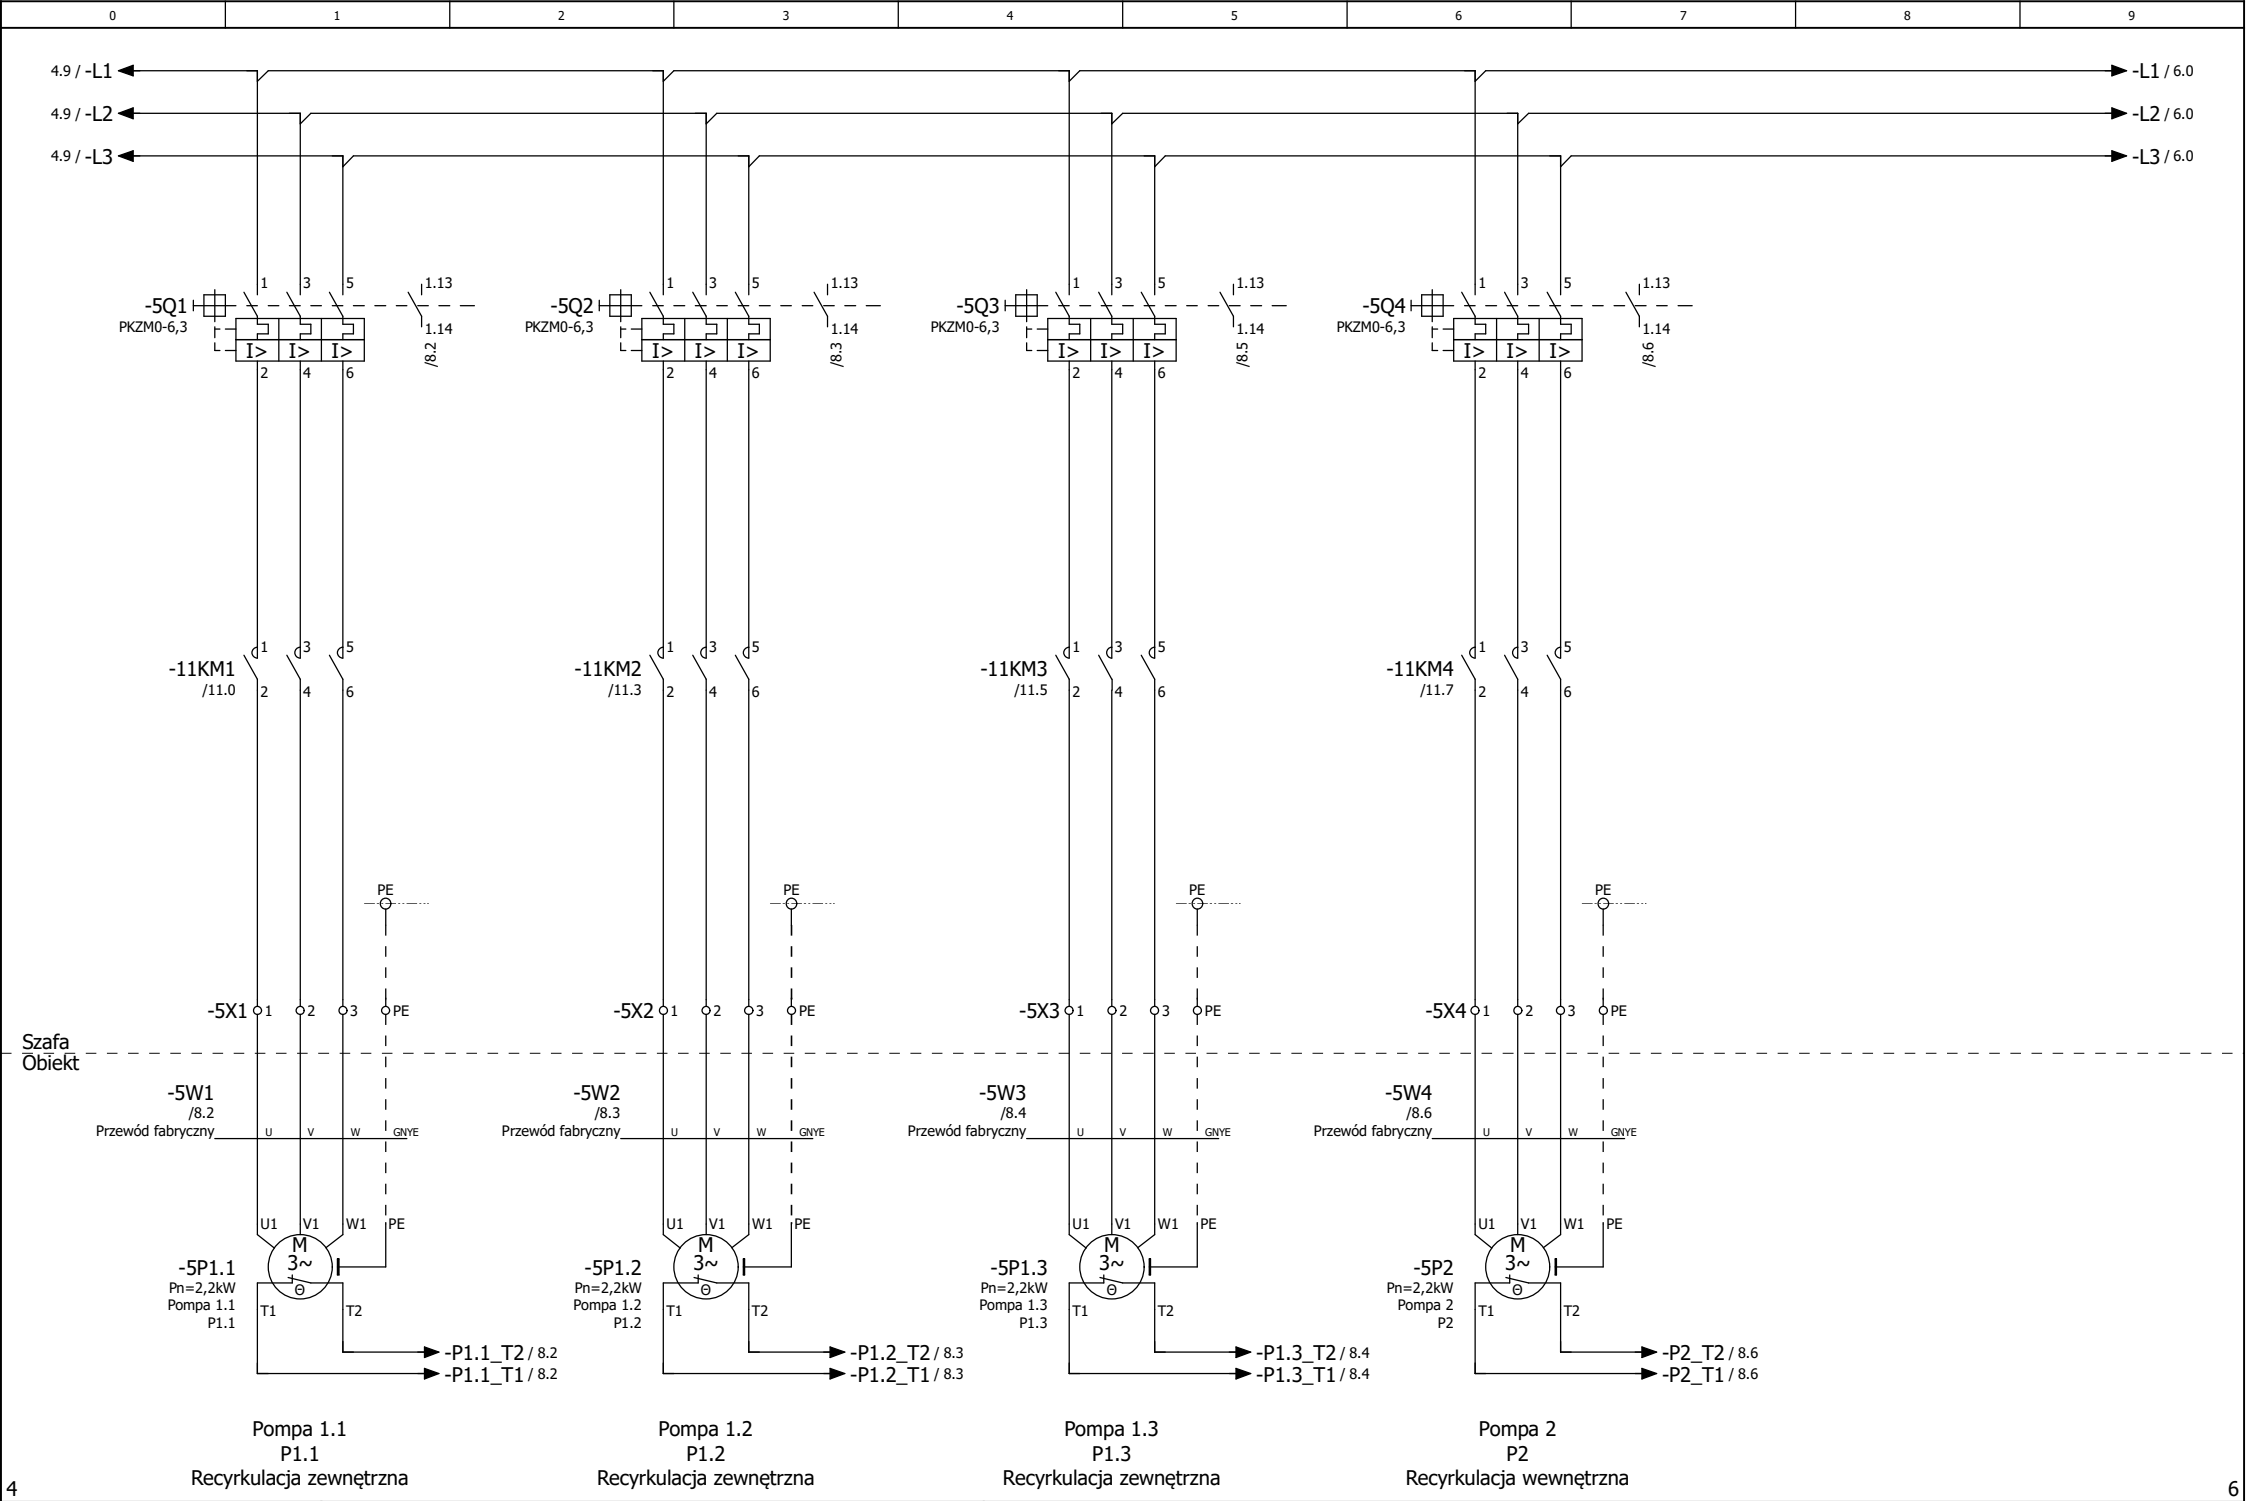 0 1 2 3 4 5 6 7 8 9
4.9 / -L1 -L1 / 6.0
4.9 / -L2 -L2 / 6.0
4.9 / -L3 -L3 / 6.0
1 3 5 1.13 1 3 5 1.13 1 3 5 1.13 1 3 5 1.13
-5Q1 -5Q2 -5Q3 -5Q4
PKZM0-6,3 1.14 PKZM0-6,3 1.14 PKZM0-6,3 1.14 PKZM0-6,3 1.14
I> I> I> /8.2 I> I> I> /8.3 I> I> I> /8.5 I> I> I> /8.6
2 4 6 2 4 6 2 4 6 2 4 6
1 3 5 1 3 5 1 3 5 1 3 5
-11KM1 -11KM2 -11KM3 -11KM4
/11.0 2 4 6 /11.3 2 4 6 /11.5 2 4 6 /11.7 2 4 6
PE PE PE PE
-5X1 1 2 3 PE -5X2 1 2 3 PE -5X3 1 2 3 PE -5X4 1 2 3 PE
Szafa
Obiekt
-5W1 -5W2 -5W3 -5W4
/8.2 /8.3 /8.4 /8.6
Przewód fabryczny U V W GNYE Przewód fabryczny U V W GNYE Przewód fabryczny U V W GNYE Przewód fabryczny U V W GNYE
U1 V1 W1 PE U1 V1 W1 PE U1 V1 W1 PE U1 V1 W1 PE
M M M M
-5P1.1 3~ -5P1.2 3~ -5P1.3 3~ -5P2 3~
Pn=2,2kW Θ Pn=2,2kW Θ Pn=2,2kW Θ Pn=2,2kW Θ
Pompa 1.1 T1 T2 Pompa 1.2 T1 T2 Pompa 1.3 T1 T2 Pompa 2 T1 T2
P1.1 P1.2 P1.3 P2
-P1.1_T2 / 8.2 -P1.2_T2 / 8.3 -P1.3_T2 / 8.4 -P2_T2 / 8.6
-P1.1_T1 / 8.2 -P1.2_T1 / 8.3 -P1.3_T1 / 8.4 -P2_T1 / 8.6
Pompa 1.1 Pompa 1.2 Pompa 1.3 Pompa 2
P1.1 P1.2 P1.3 P2
Recyrkulacja zewnętrzna Recyrkulacja zewnętrzna Recyrkulacja zewnętrzna Recyrkulacja wewnętrzna
4 6